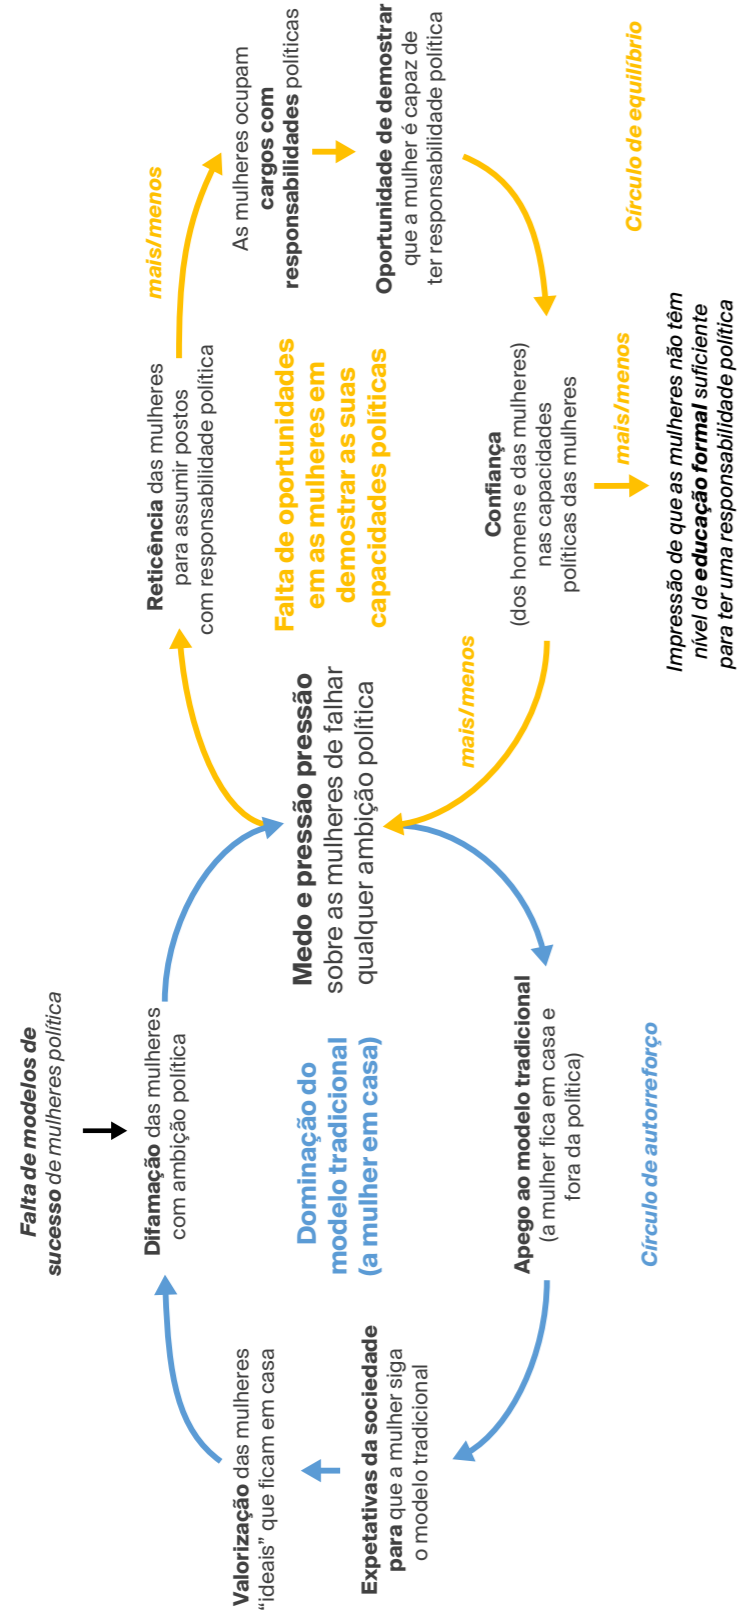 Falta de modelos de
sucesso de mulheres política
Difamação das mulheres
com ambição política
Valorização das mulheres
“ideais” que ficam em casa
Expetativas da sociedade
para que a mulher siga
o modelo tradicional
Dominação do
modelo tradicional
(a mulher em casa)
Apego ao modelo tradicional
(a mulher fica em casa e
fora da política)
Círculo de autorreforço
Medo e pressão pressão
sobre as mulheres de falhar
qualquer ambição política
Reticência das mulheres
para assumir postos
com responsabilidade política
mais/menos
As mulheres ocupam
cargos com
responsabilidades políticas
Oportunidade de demostrar
que a mulher é capaz de
ter responsabilidade política
Falta de oportunidades
em as mulheres em
demostrar as suas
capacidades políticas
Confiança
(dos homens e das mulheres)
nas capacidades
políticas das mulheres
mais/menos
mais/menos
Impressão de que as mulheres não têm
nível de educação formal suficiente
para ter uma responsabilidade política
Círculo de equilíbrio